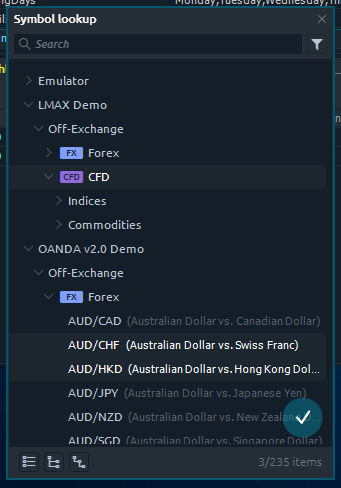 ngDays Monday,Tuesday,Wednesday,Th
Symbol lookup
Search
Emulator
LMAX Demo
Off-Exchange
FX Forex
CFD CFD
Indices
Commodities
OANDA v2.0 Demo
Off-Exchange
FX Forex
AUD/CAD (Australian Dollar vs. Canadian Dollar)
AUD/CHF (Australian Dollar vs. Swiss Franc)
AUD/HKD (Australian Dollar vs. Hong Kong Dol...
AUD/JPY (Australian Dollar vs. Japanese Yen)
AUD/NZD (Australian Dollar vs. New Zealand
AUD/SGD (Australian Dollar vs. Singapore Dollar)
3/235 items